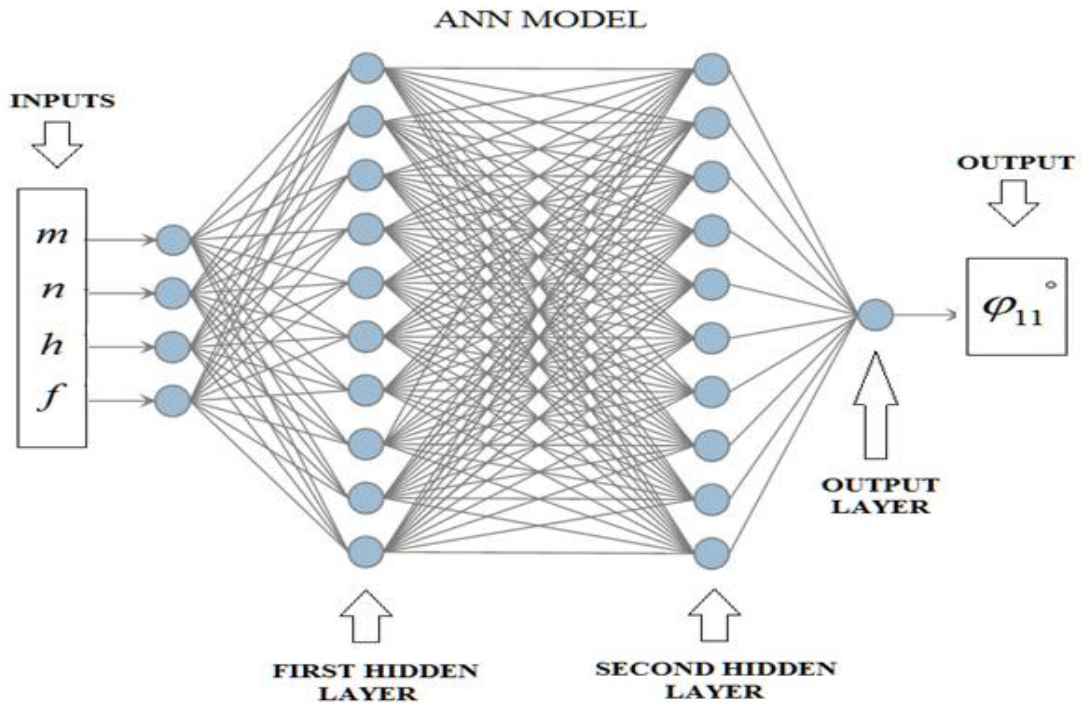 ANN MODEL
INPUTS
m
n
h
f
OUTPUT
φ₁₁°
OUTPUT
LAYER
FIRST HIDDEN
LAYER
SECOND HIDDEN
LAYER